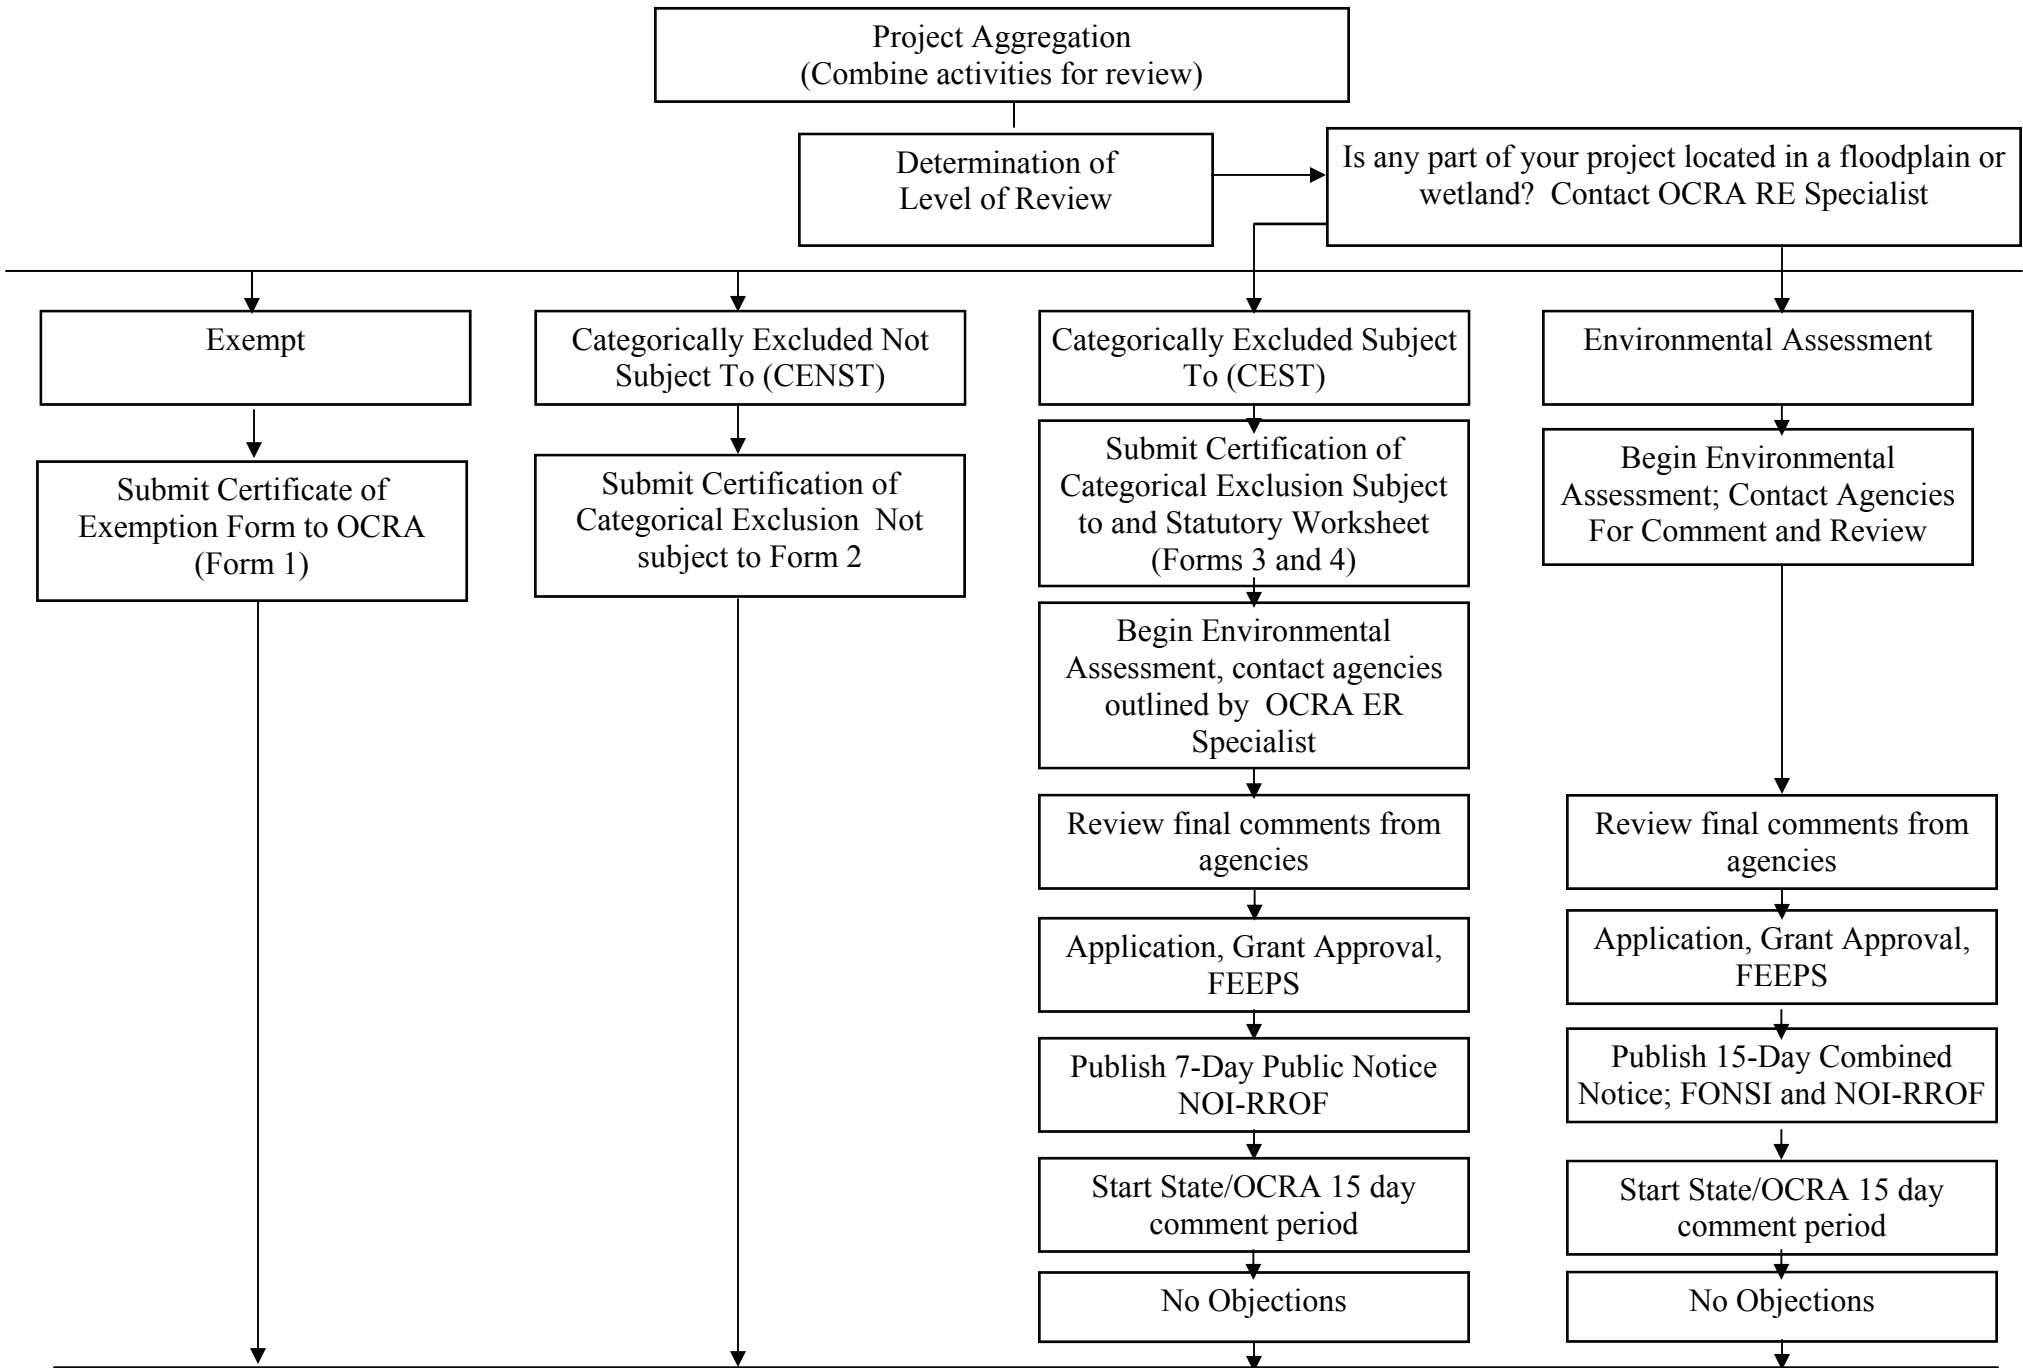 Project Aggregation
(Combine activities for review)
Determination of
Level of Review
Is any part of your project located in a floodplain or
wetland?  Contact OCRA RE Specialist
Exempt
Submit Certificate of
Exemption Form to OCRA
(Form 1)
Categorically Excluded Not
Subject To (CENST)
Submit Certification of
Categorical Exclusion  Not
subject to Form 2
Categorically Excluded Subject
To (CEST)
Submit Certification of
Categorical Exclusion Subject
to and Statutory Worksheet
(Forms 3 and 4)
Begin Environmental
Assessment, contact agencies
outlined by  OCRA ER
Specialist
Review final comments from
agencies
Application, Grant Approval,
FEEPS
Publish 7-Day Public Notice
NOI-RROF
Start State/OCRA 15 day
comment period
No Objections
Environmental Assessment
Begin Environmental
Assessment; Contact Agencies
For Comment and Review
Review final comments from
agencies
Application, Grant Approval,
FEEPS
Publish 15-Day Combined
Notice; FONSI and NOI-RROF
Start State/OCRA 15 day
comment period
No Objections